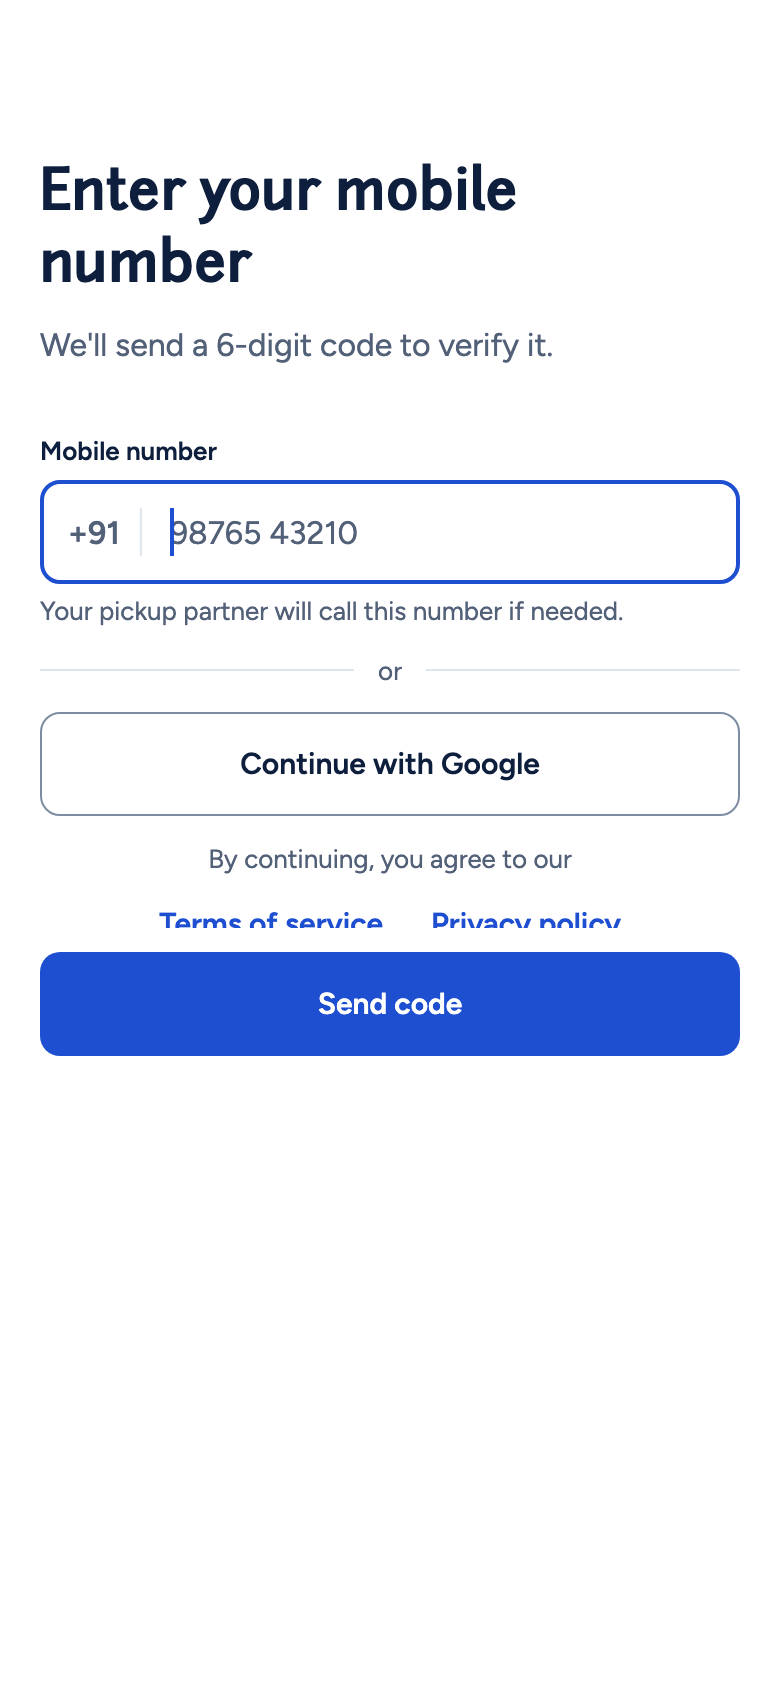 Enter your mobile
number
We'll send a 6-digit code to verify it.
Mobile number
+91 98765 43210
Your pickup partner will call this number if needed.
or
Continue with Google
By continuing, you agree to our
Terms of service Privacy policy
Send code